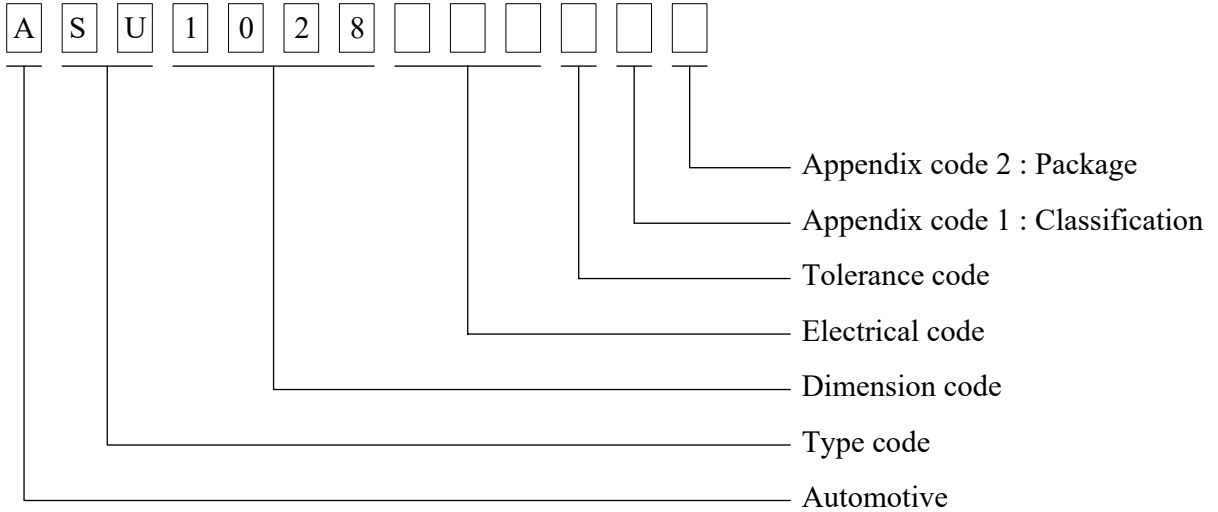 A S U 1 0 2 8
Appendix code 2 : Package
Appendix code 1 : Classification
Tolerance code
Electrical code
Dimension code
Type code
Automotive